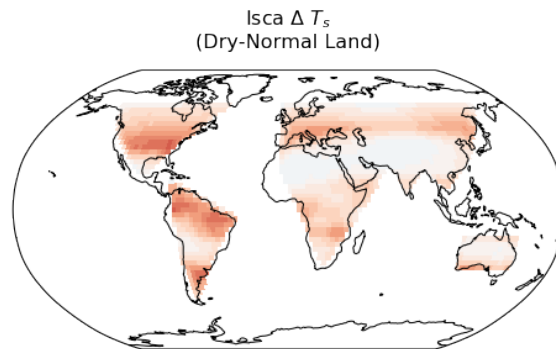 Isca Δ T_s
(Dry-Normal Land)